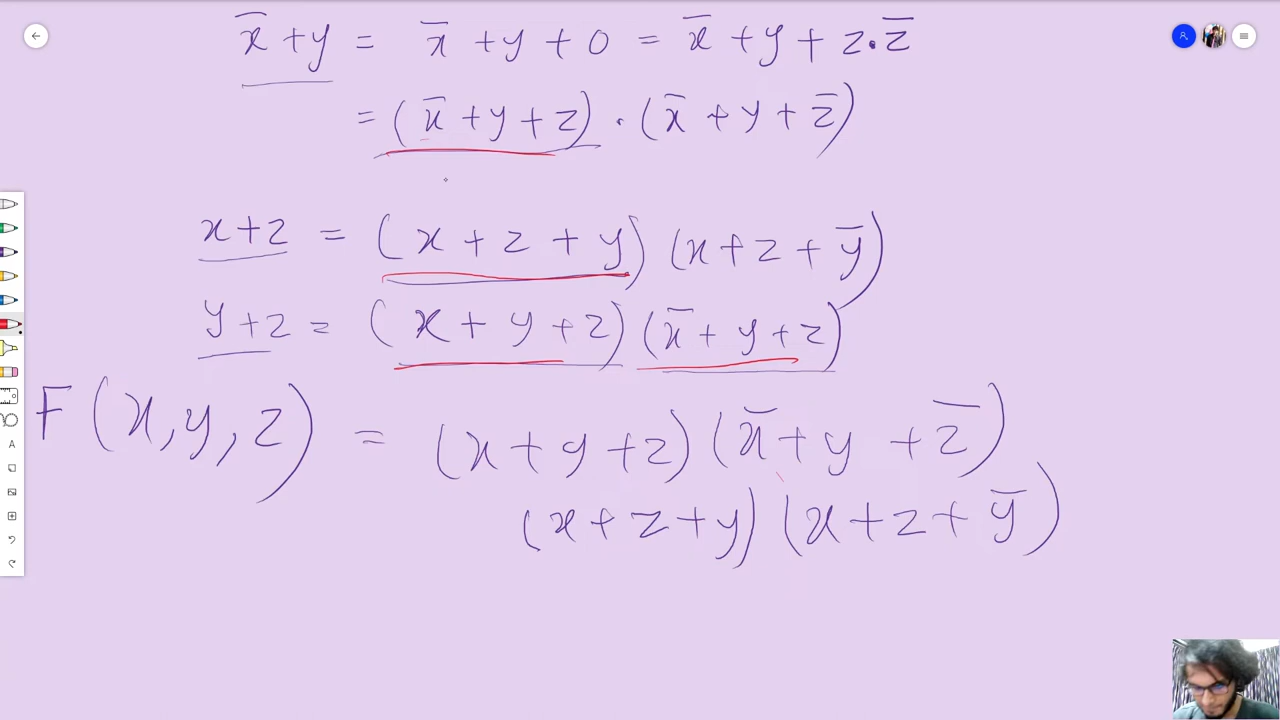 x̄ + y = x̄ + y + 0 = x̄ + y + z·z̄
= (x̄ + y + z) · (x̄ + y + z̄)
x + z = (x + z + y) (x + z + ȳ)
y + z = (x + y + z) (x̄ + y + z)
F(x, y, z) = (x + y + z) (x̄ + y + z̄)
(x + z + y) (x + z + ȳ)
A